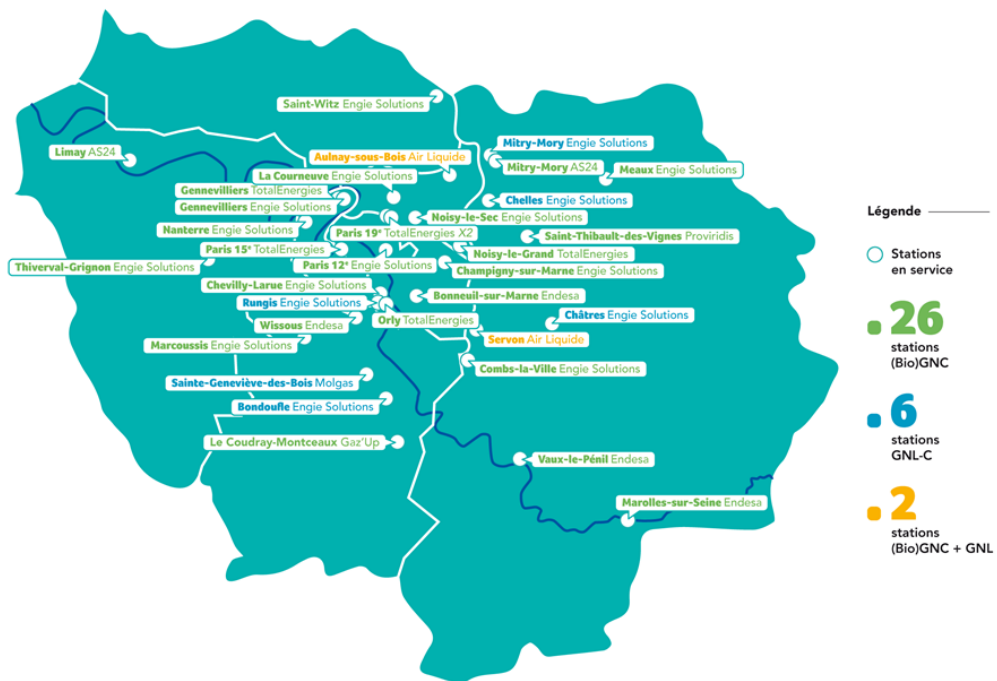 Saint-Witz Engie Solutions
Mitry-Mory Engie Solutions
Limay AS24
Aulnay-sous-Bois Air Liquide
Mitry-Mory AS24
Meaux Engie Solutions
La Courneuve Engie Solutions
Gennevilliers TotalEnergies
Chelles Engie Solutions
Gennevilliers Engie Solutions
Noisy-le-Sec Engie Solutions
Nanterre Engie Solutions
Paris 19e TotalEnergies X2
Saint-Thibault-des-Vignes Proviridis
Paris 15e TotalEnergies
Noisy-le-Grand TotalEnergies
Thiverval-Grignon Engie Solutions
Paris 12e Engie Solutions
Champigny-sur-Marne Engie Solutions
Chevilly-Larue Engie Solutions
Bonneuil-sur-Marne Endesa
Rungis Engie Solutions
Châtres Engie Solutions
Wissous Endesa
Orly TotalEnergies
Servon Air Liquide
Marcoussis Engie Solutions
Combs-la-Ville Engie Solutions
Sainte-Geneviève-des-Bois Molgas
Bondoufle Engie Solutions
Le Coudray-Montceaux Gaz'Up
Vaux-le-Pénil Endesa
Marolles-sur-Seine Endesa
Légende
Stations
en service
26
stations
(Bio)GNC
6
stations
GNL-C
2
stations
(Bio)GNC + GNL